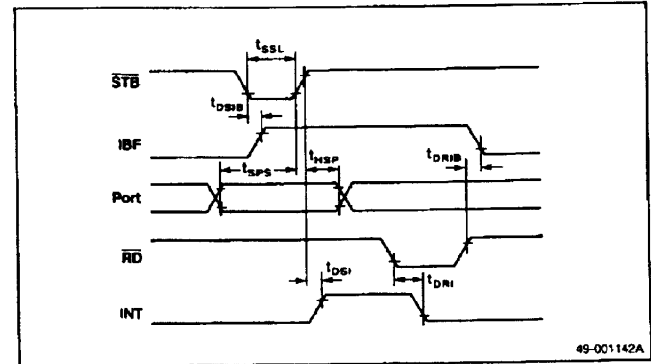 tSSL
STB
tDSIB
IBF
tHSP
tDRIB
tSPS
Port
RD
tDSI
tDRI
INT
49-001142A